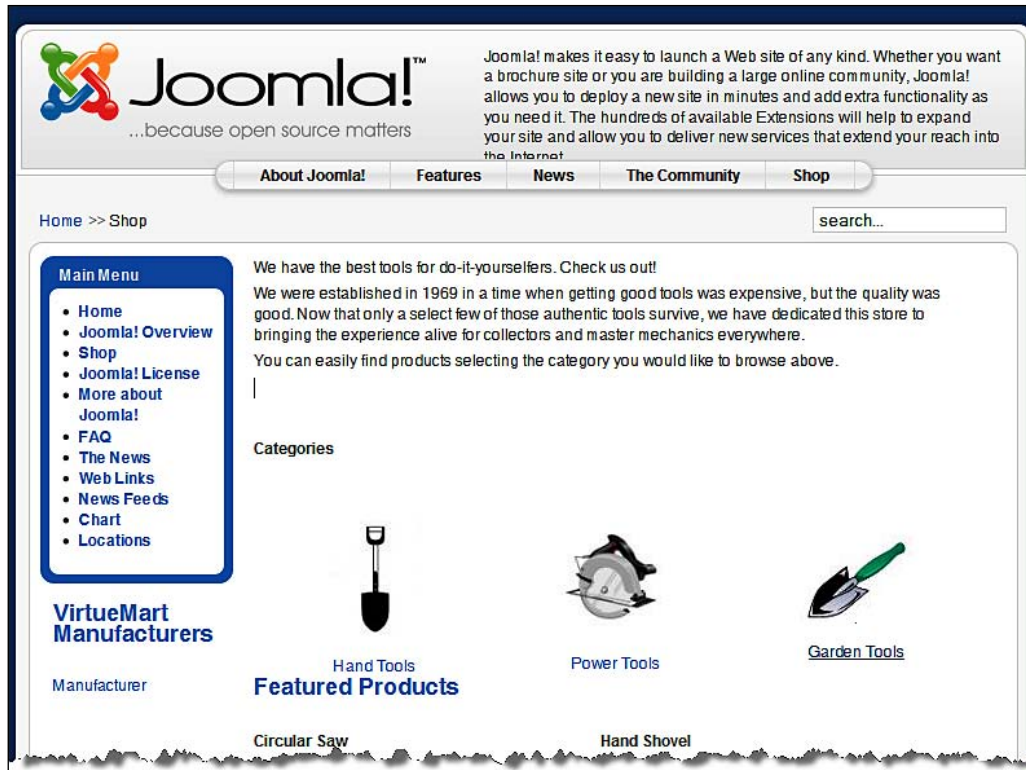 Joomla!™
...because open source matters
Joomla! makes it easy to launch a Web site of any kind. Whether you want
a brochure site or you are building a large online community, Joomla!
allows you to deploy a new site in minutes and add extra functionality as
you need it. The hundreds of available Extensions will help to expand
your site and allow you to deliver new services that extend your reach into
the Internet
About Joomla! Features News The Community Shop
Home >> Shop
search...
Main Menu
Home
Joomla! Overview
Shop
Joomla! License
More about
Joomla!
FAQ
The News
Web Links
News Feeds
Chart
Locations
VirtueMart
Manufacturers
Manufacturer
We have the best tools for do-it-yourselfers. Check us out!
We were established in 1969 in a time when getting good tools was expensive, but the quality was
good. Now that only a select few of those authentic tools survive, we have dedicated this store to
bringing the experience alive for collectors and master mechanics everywhere.
You can easily find products selecting the category you would like to browse above.
Categories
Hand Tools
Power Tools
Garden Tools
Featured Products
Circular Saw
Hand Shovel